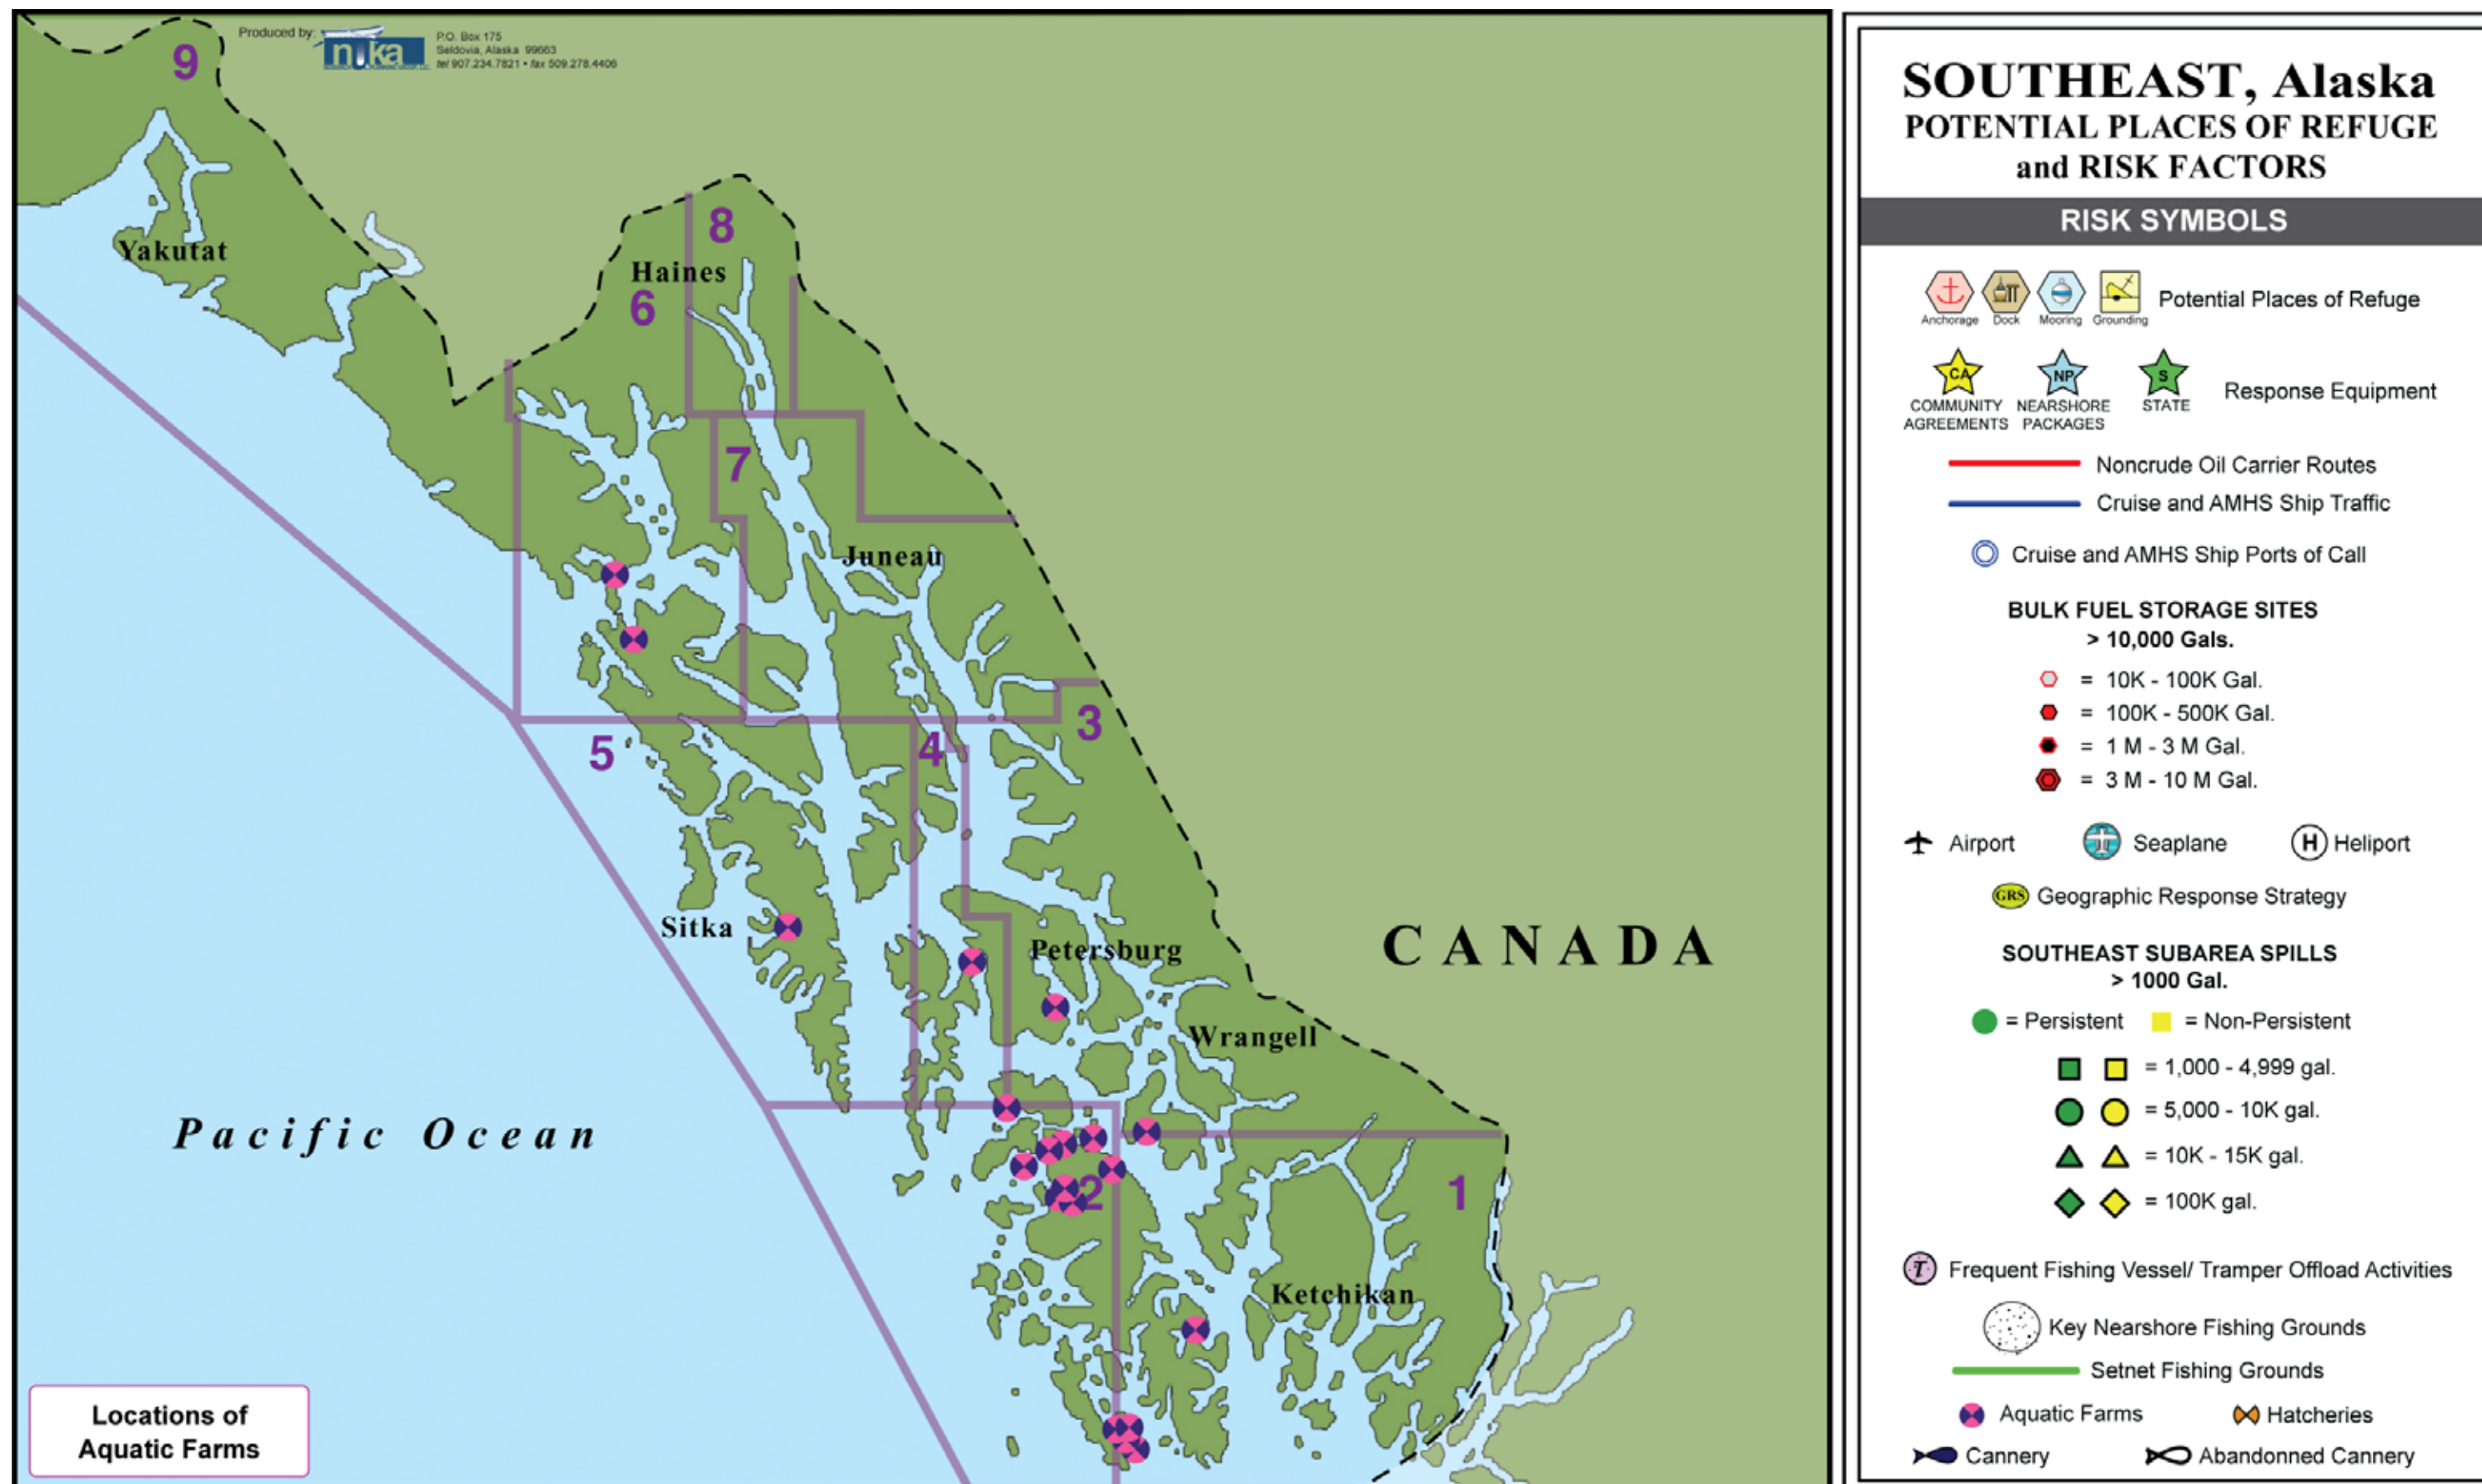 Produced by:
nuka
P.O. Box 175
Seldovia, Alaska 99663
tel 907.234.7821 • fax 509.278.4406
9
Yakutat
8
Haines
6
7
Juneau
3
4
5
Sitka
Petersburg
CANADA
Wrangell
Pacific Ocean
2
1
Ketchikan
Locations of
Aquatic Farms
SOUTHEAST, Alaska
POTENTIAL PLACES OF REFUGE
and RISK FACTORS
RISK SYMBOLS
Anchorage Dock Mooring Grounding Potential Places of Refuge
CA NP S
COMMUNITY AGREEMENTS NEARSHORE PACKAGES STATE Response Equipment
Noncrude Oil Carrier Routes
Cruise and AMHS Ship Traffic
Cruise and AMHS Ship Ports of Call
BULK FUEL STORAGE SITES
> 10,000 Gals.
= 10K - 100K Gal.
= 100K - 500K Gal.
= 1 M - 3 M Gal.
= 3 M - 10 M Gal.
Airport Seaplane H Heliport
GRS Geographic Response Strategy
SOUTHEAST SUBAREA SPILLS
> 1000 Gal.
= Persistent = Non-Persistent
= 1,000 - 4,999 gal.
= 5,000 - 10K gal.
= 10K - 15K gal.
= 100K gal.
T Frequent Fishing Vessel/ Tramper Offload Activities
Key Nearshore Fishing Grounds
Setnet Fishing Grounds
Aquatic Farms Hatcheries
Cannery Abandonned Cannery